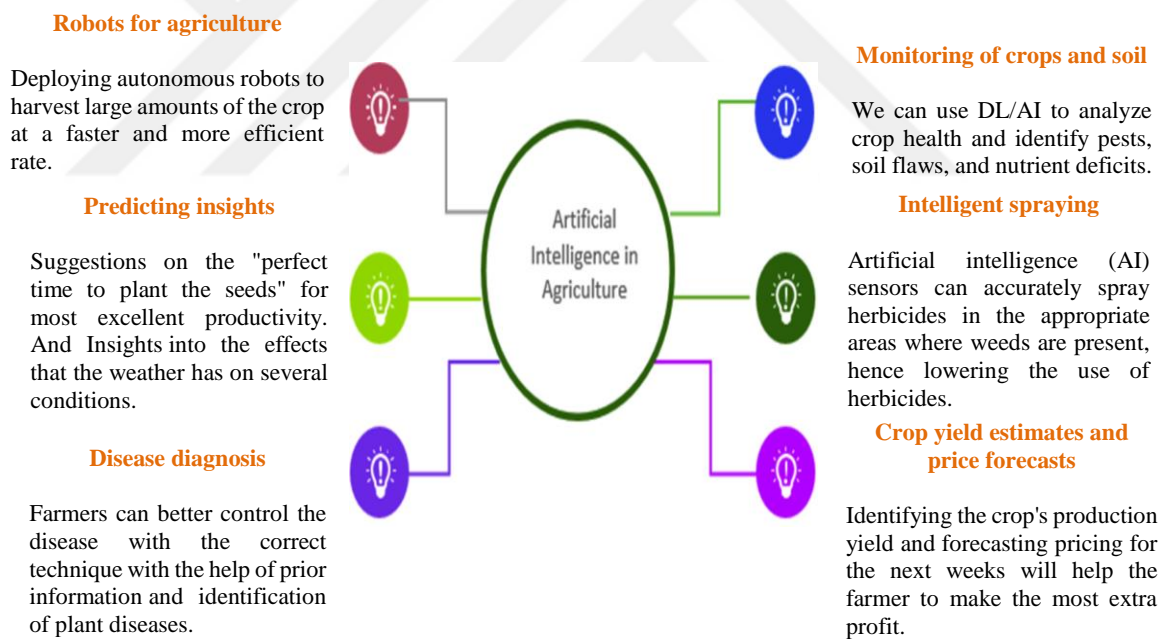 Robots for agriculture
Deploying autonomous robots to
harvest large amounts of the crop
at a faster and more efficient
rate.
Predicting insights
Suggestions on the "perfect
time to plant the seeds" for
most excellent productivity.
And Insights into the effects
that the weather has on several
conditions.
Disease diagnosis
Farmers can better control the
disease with the correct
technique with the help of prior
information and identification
of plant diseases.
Artificial
Intelligence in
Agriculture
Monitoring of crops and soil
We can use DL/AI to analyze
crop health and identify pests,
soil flaws, and nutrient deficits.
Intelligent spraying
Artificial intelligence (AI)
sensors can accurately spray
herbicides in the appropriate
areas where weeds are present,
hence lowering the use of
herbicides.
Crop yield estimates and
price forecasts
Identifying the crop's production
yield and forecasting pricing for
the next weeks will help the
farmer to make the most extra
profit.